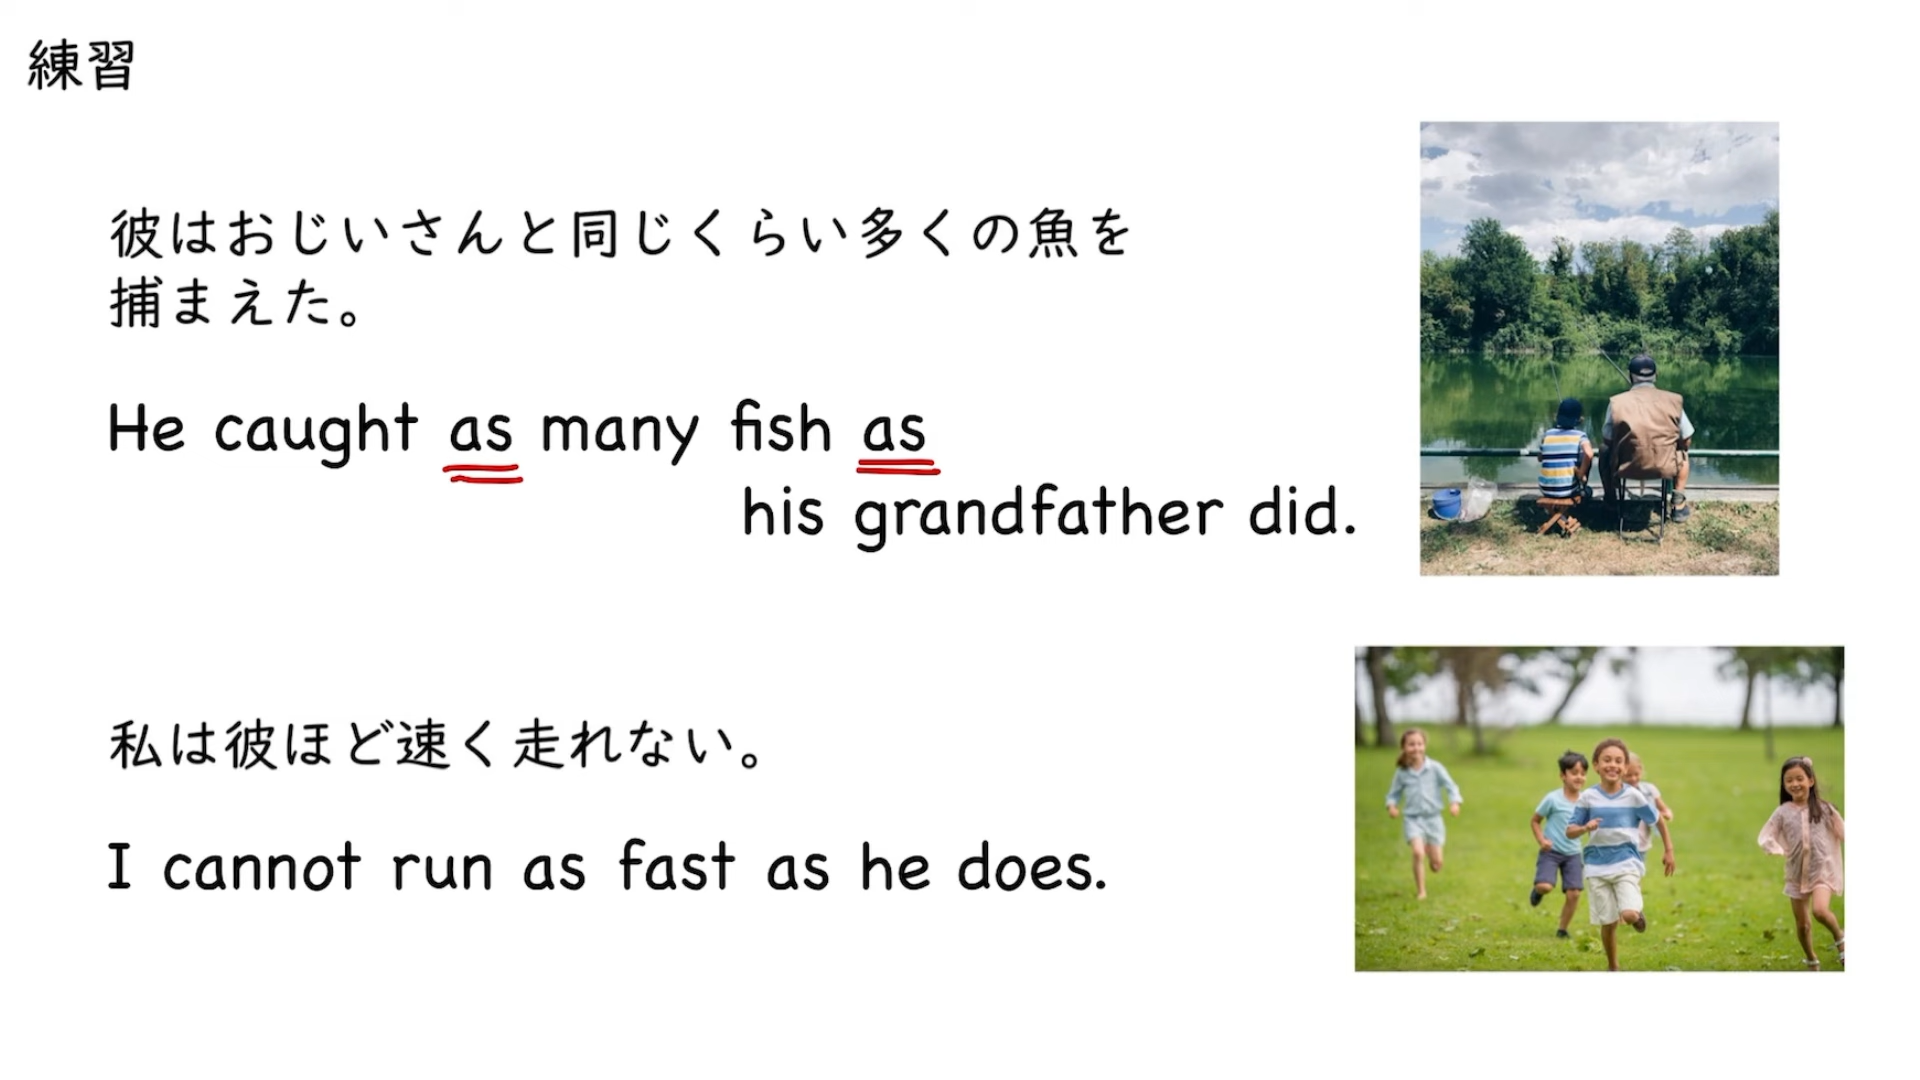 練習
彼はおじいさんと同じくらい多くの魚を
捕まえた。
He caught as many fish as
his grandfather did.
私は彼ほど速く走れない。
I cannot run as fast as he does.